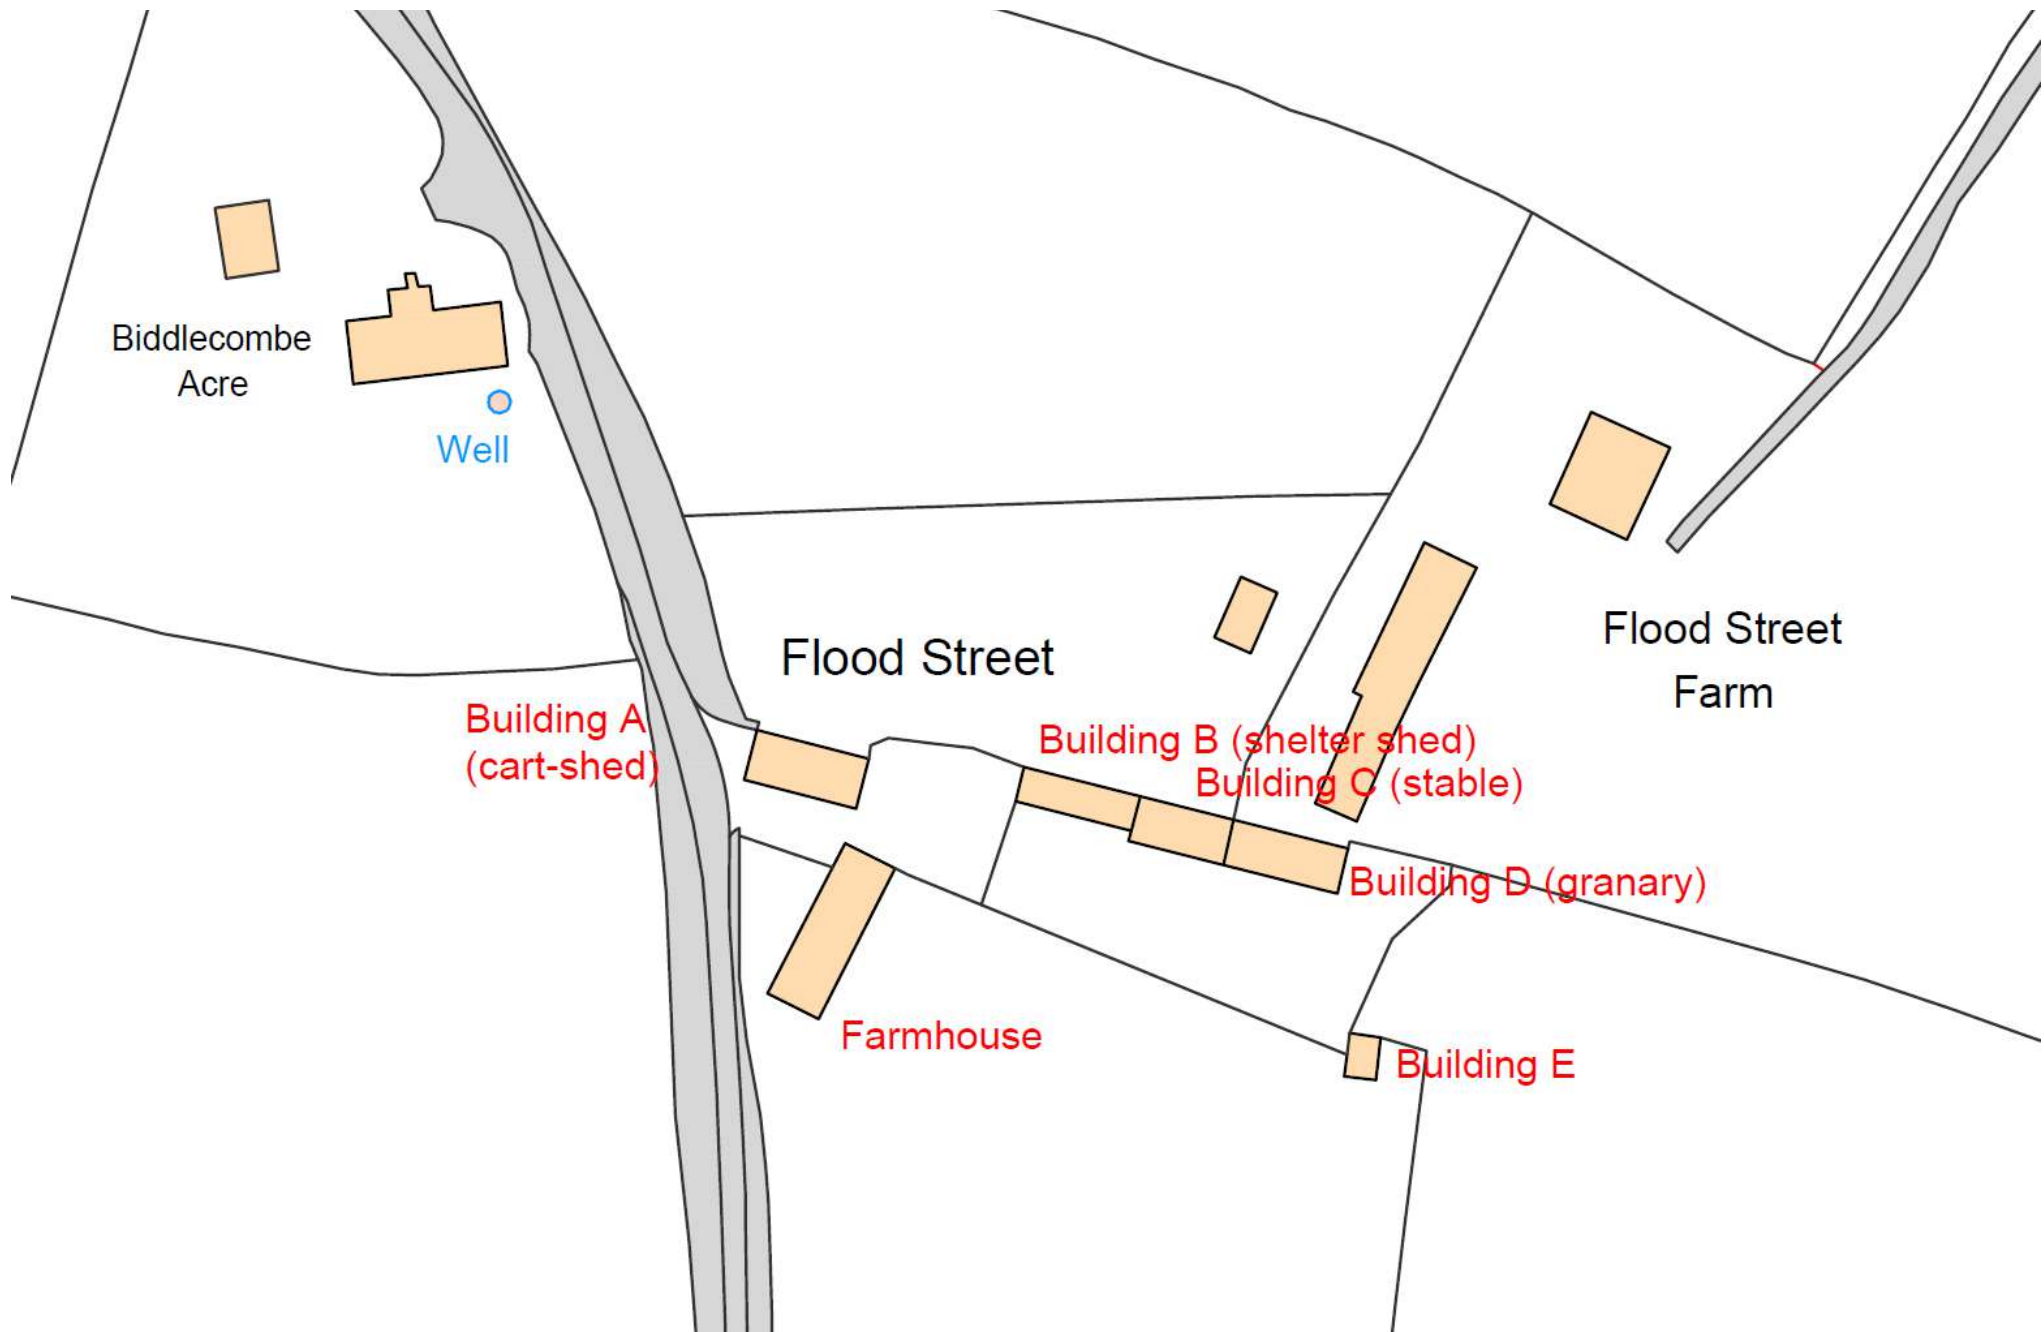 Biddlecombe
Acre
Well
Flood Street
Flood Street
Farm
Building A
(cart-shed)
Building B (shelter shed)
Building C (stable)
Building D (granary)
Farmhouse
Building E